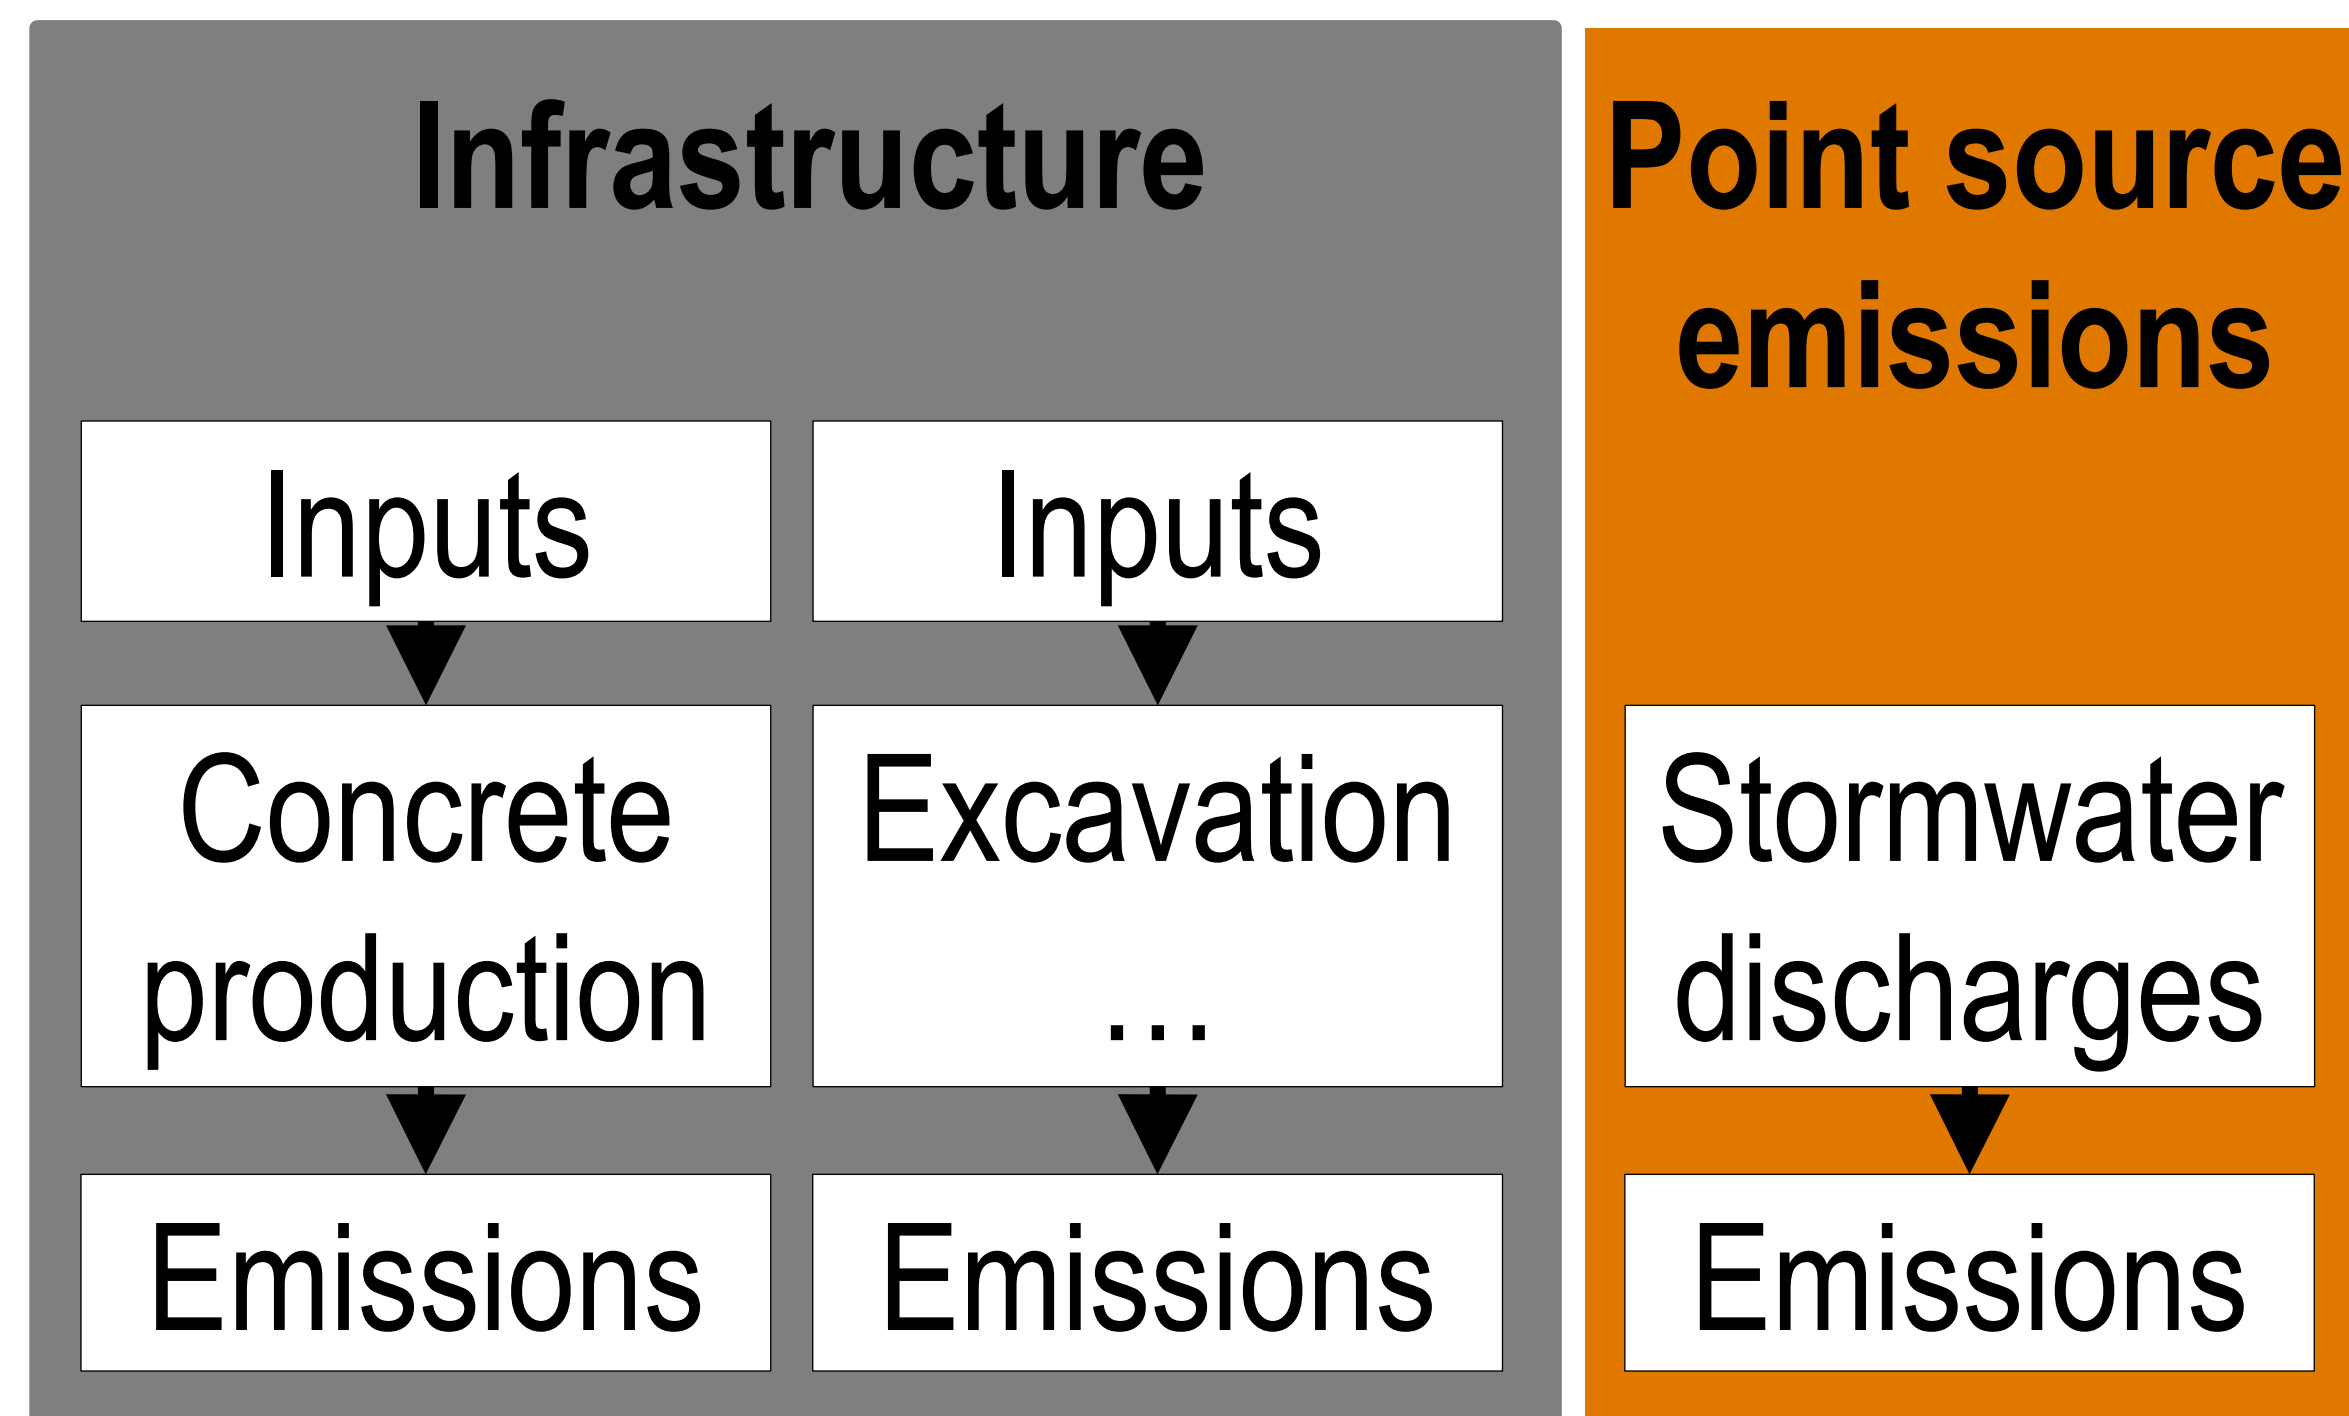 Infrastructure
Inputs
Inputs
Concrete
production
Excavation
...
Emissions
Emissions
Point source
emissions
Stormwater
discharges
Emissions